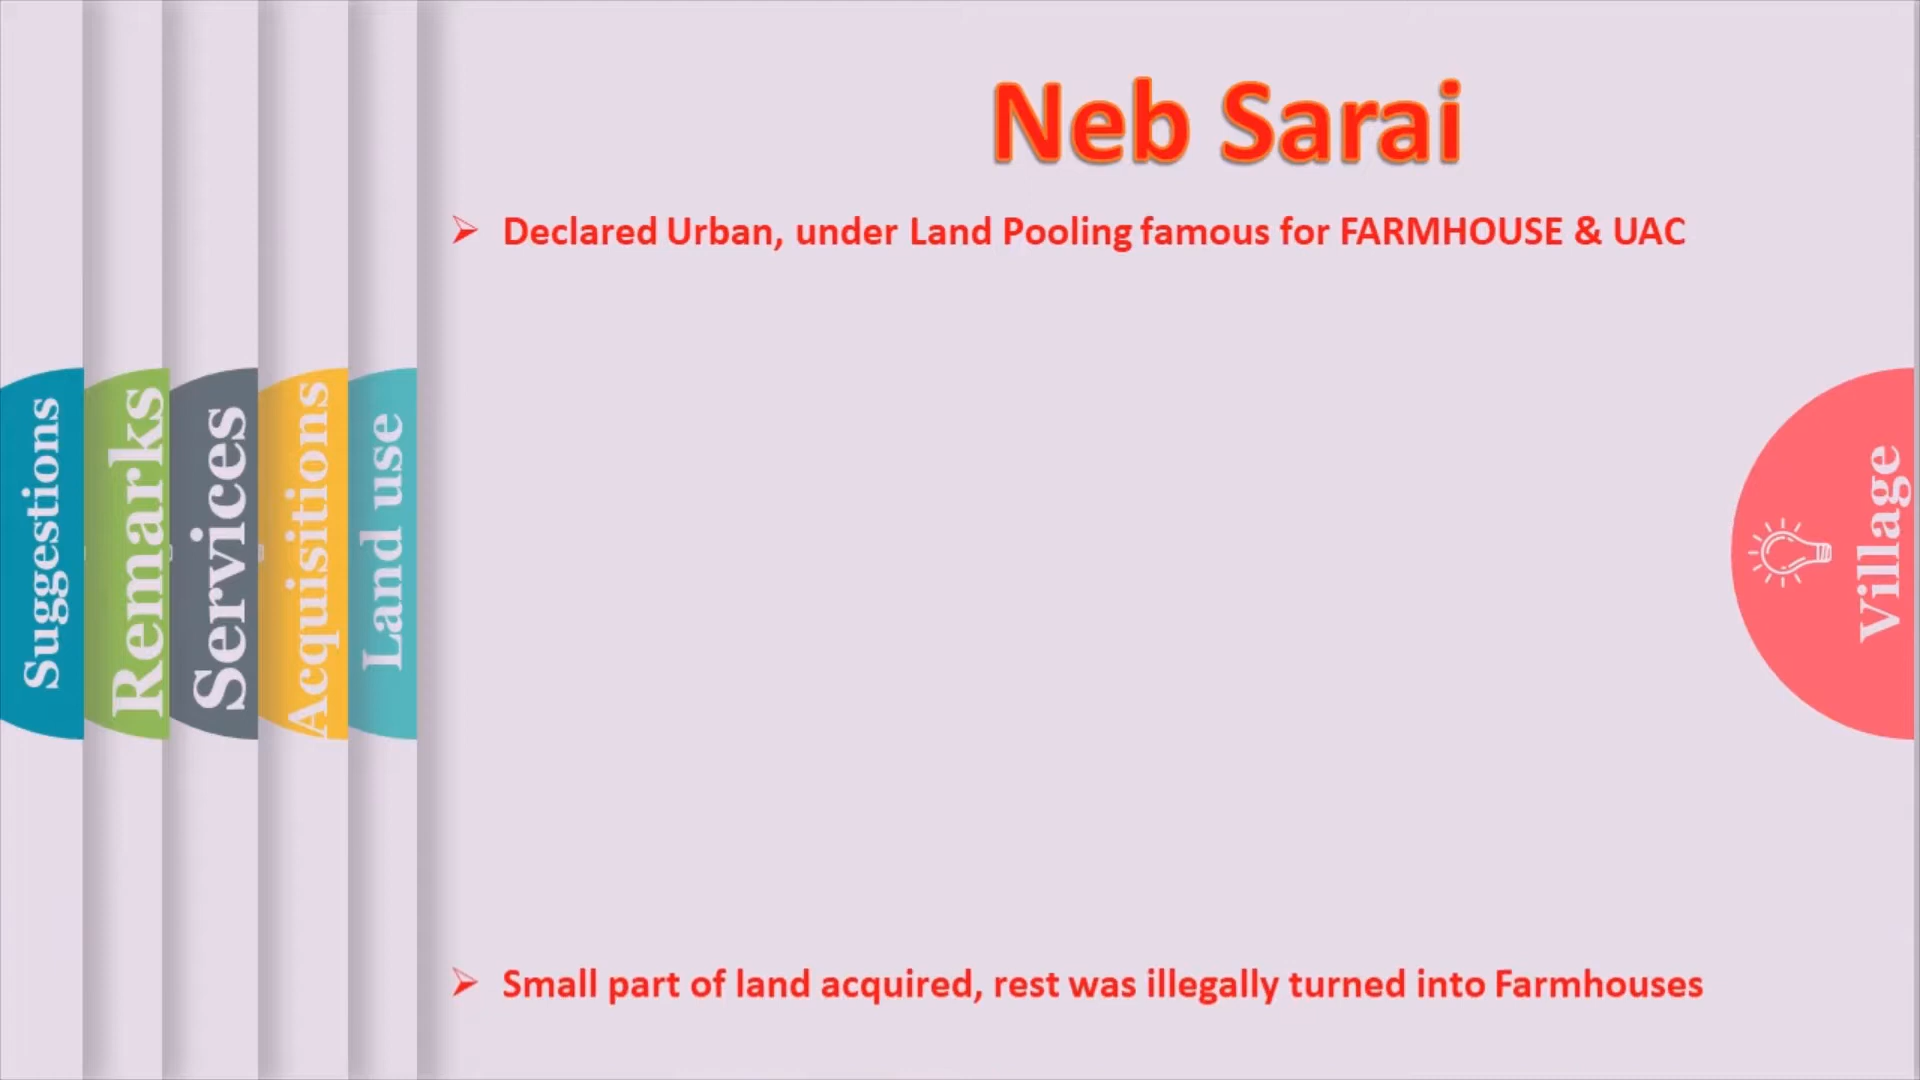 Neb Sarai
Declared Urban, under Land Pooling famous for FARMHOUSE & UAC
Suggestions
Remarks
Services
Acquisitions
Land use
Village
Small part of land acquired, rest was illegally turned into Farmhouses